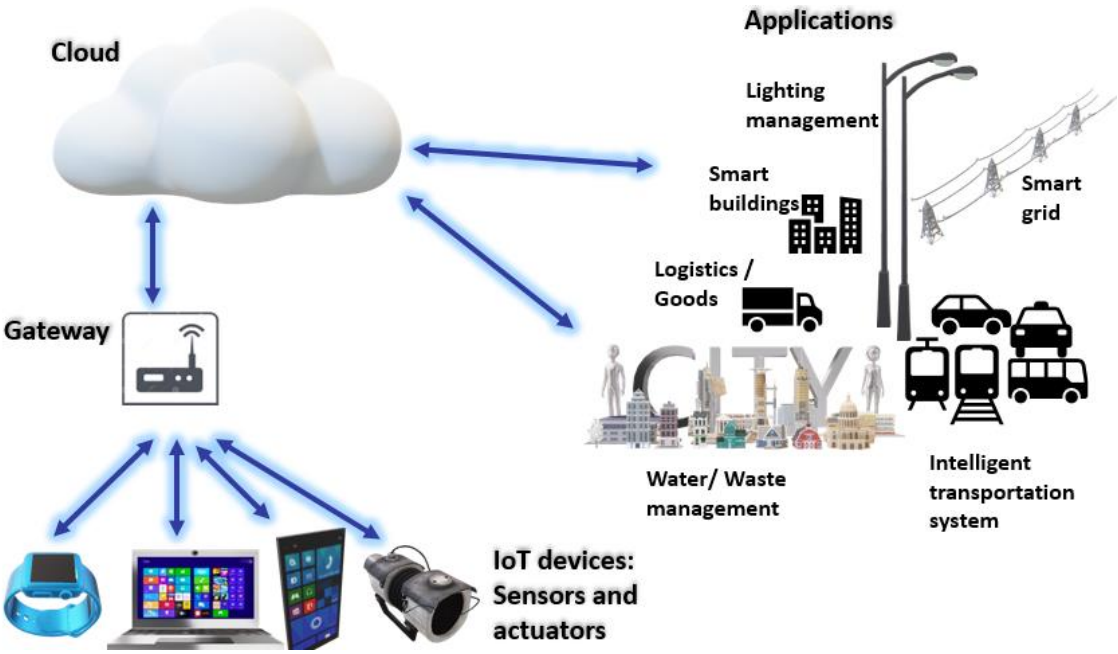 Cloud
Applications
Lighting
management
Smart
buildings
Smart
grid
Logistics /
Goods
Gateway
CITY
Water/ Waste
management
Intelligent
transportation
system
IoT devices:
Sensors and
actuators